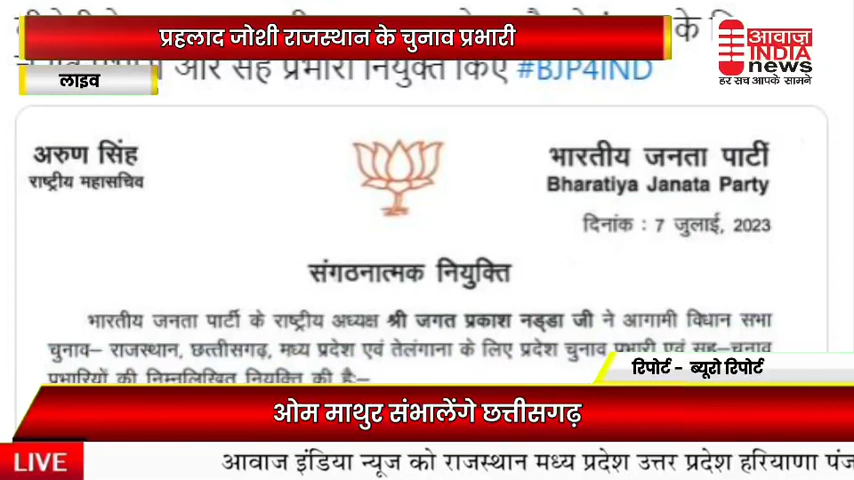 प्रहलाद जोशी राजस्थान के चुनाव प्रभारी
लाइव
आवाज़
INDIA
news
हर सच आपके सामने
के
और सह प्रभारी नियुक्त किए #BJP4IND
अरुण सिंह
राष्ट्रीय महासचिव
भारतीय जनता पार्टी
Bharatiya Janata Party
दिनांक : 7 जुलाई, 2023
संगठनात्मक नियुक्ति
भारतीय जनता पार्टी के राष्ट्रीय अध्यक्ष श्री जगत प्रकाश नड्डा जी ने आगामी विधान सभा
चुनाव– राजस्थान, छत्तीसगढ़, मध्य प्रदेश एवं तेलंगाना के लिए प्रदेश चुनाव प्रभारी एवं सह–चुनाव
प्रभारियों की निम्नलिखित नियुक्ति की है:–
रिपोर्ट - ब्यूरो रिपोर्ट
ओम माथुर संभालेंगे छत्तीसगढ़
LIVE
आवाज इंडिया न्यूज को राजस्थान मध्य प्रदेश उत्तर प्रदेश हरियाणा पंज